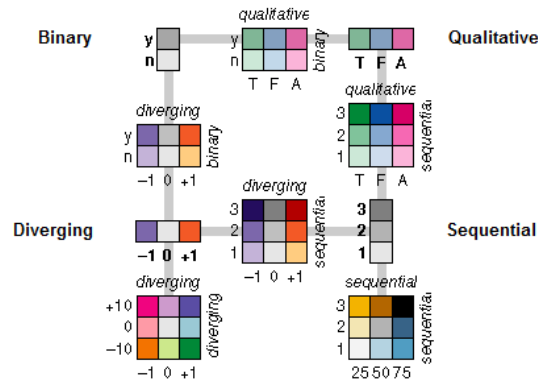 Binary
y
n
qualitative
y
n
binary
T F A
T F A
Qualitative
diverging
y
n
binary
−1 0 +1
qualitative
3
2
1
sequential
T F A
Diverging
−1 0 +1
diverging
3
2
1
sequential
−1 0 +1
3
2
1
Sequential
diverging
+10
0
−10
diverging
−1 0 +1
sequential
3
2
1
sequential
25 50 75